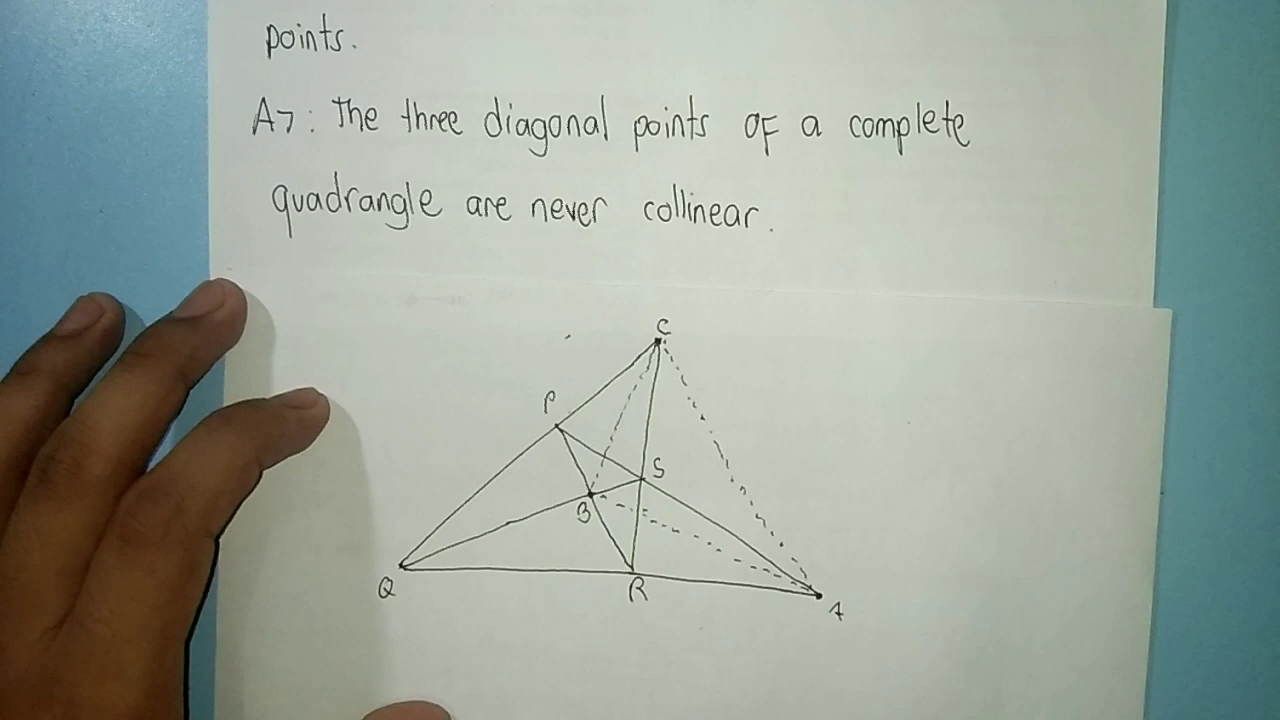 points.
A7: The three diagonal points of a complete
quadrangle are never collinear.
C
P
S
B
Q
R
A